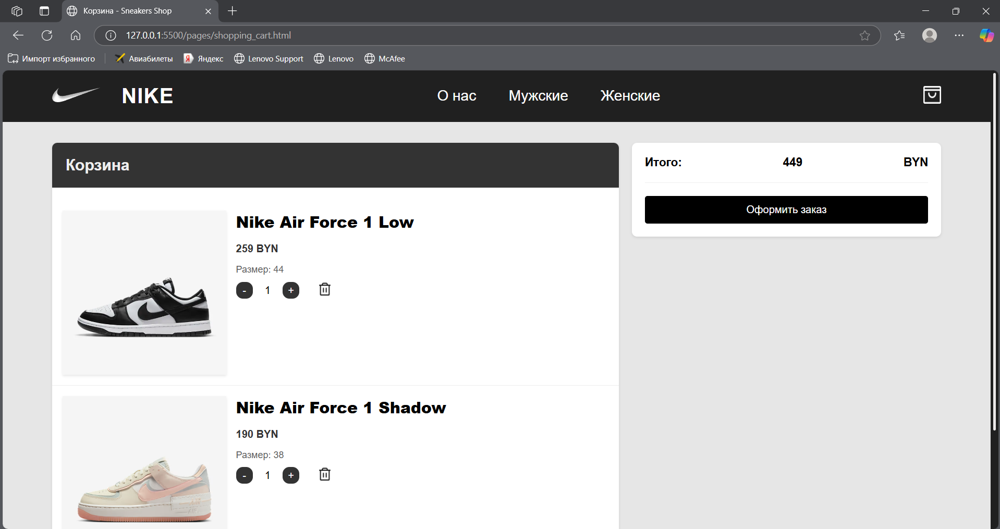 Корзина - Sneakers Shop
127.0.0.1:5500/pages/shopping_cart.html
Импорт избранного
Авиабилеты
Я Яндекс
Lenovo Support
Lenovo
McAfee
NIKE
О нас
Мужские
Женские
Корзина
Nike Air Force 1 Low
259 BYN
Размер: 44
- 1 +
Nike Air Force 1 Shadow
190 BYN
Размер: 38
- 1 +
Итого: 449 BYN
Оформить заказ